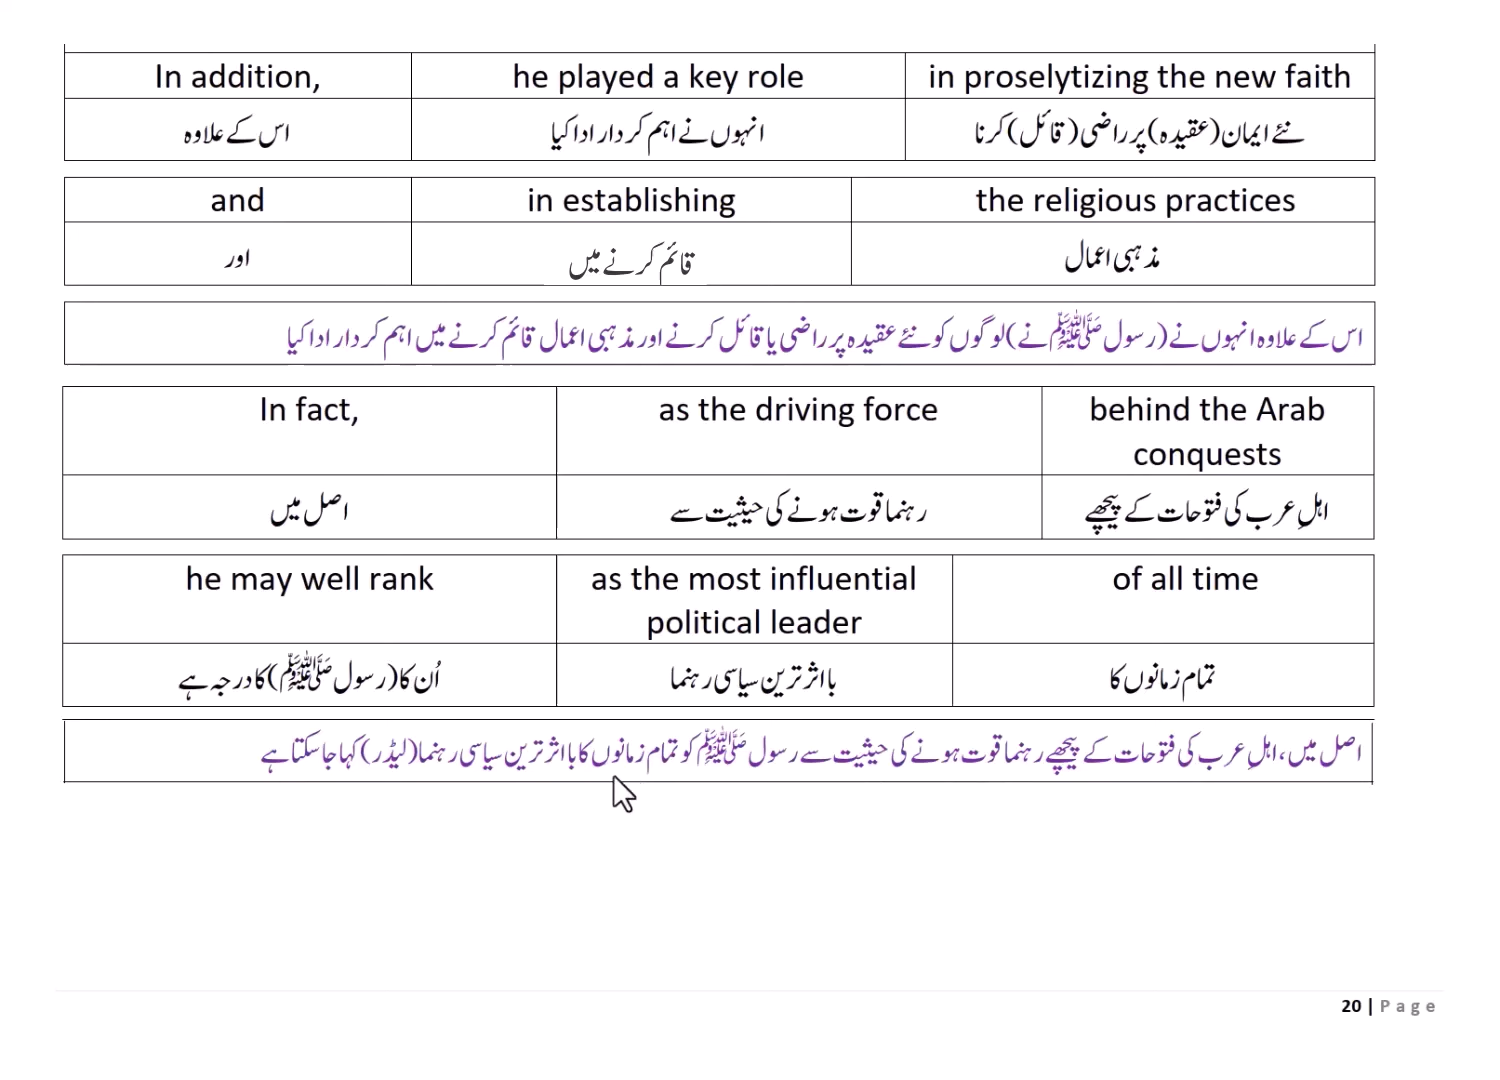 In addition, he played a key role in proselytizing the new faith
اس کے علاوہ انہوں نے اہم کردار ادا کیا نئے ایمان (عقیدہ) پر راضی (قائل) کرنا
and in establishing the religious practices
اور قائم کرنے میں مذہبی اعمال
اس کے علاوہ انہوں نے (رسول ﷺ نے) لوگوں کو نئے عقیدہ پر راضی یا قائل کرنے اور مذہبی اعمال قائم کرنے میں اہم کردار ادا کیا
In fact, as the driving force behind the Arab
conquests
اصل میں رہنما قوت ہونے کی حیثیت سے اہلِ عرب کی فتوحات کے پیچھے
he may well rank as the most influential of all time
political leader
اُن کا (رسول ﷺ) کا درجہ ہے بااثر ترین سیاسی رہنما تمام زمانوں کا
اصل میں، اہلِ عرب کی فتوحات کے پیچھے رہنما قوت ہونے کی حیثیت سے رسول ﷺ کو تمام زمانوں کا بااثر ترین سیاسی رہنما (لیڈر) کہا جا سکتا ہے
20 | Page